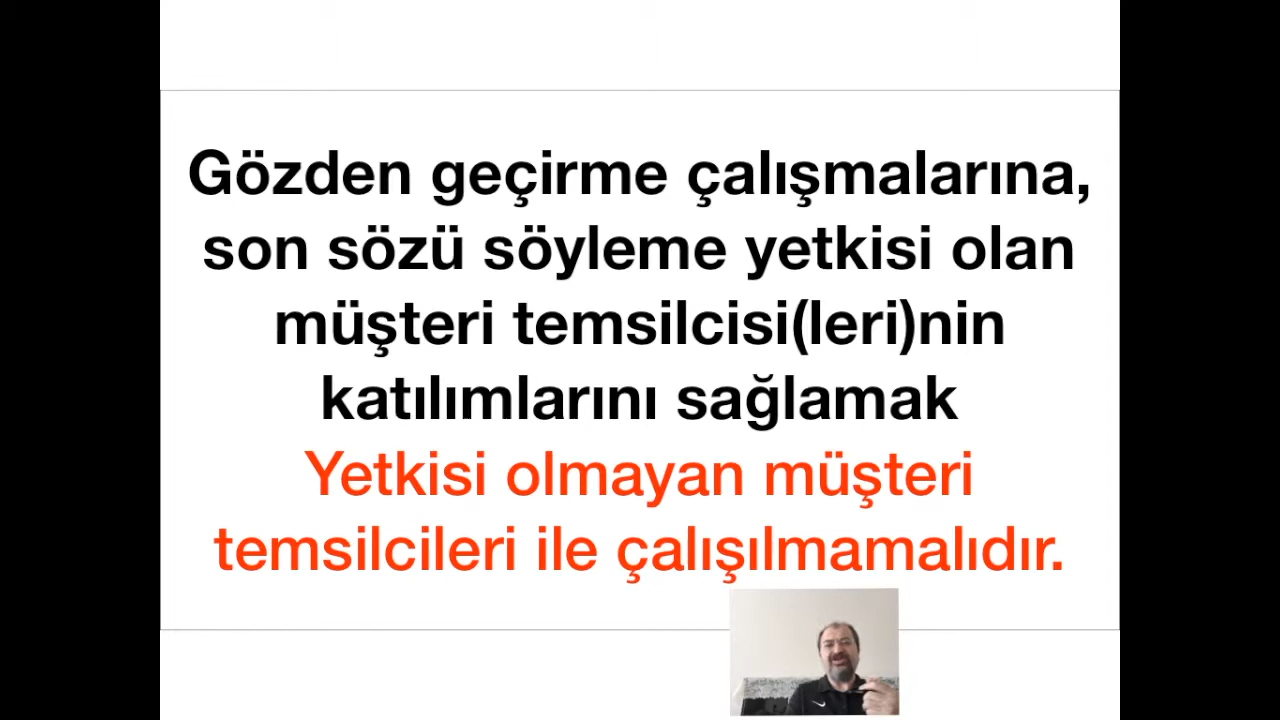 Gözden geçirme çalışmalarına,
son sözü söyleme yetkisi olan
müşteri temsilcisi(leri)nin
katılımlarını sağlamak
Yetkisi olmayan müşteri
temsilcileri ile çalışılmamalıdır.